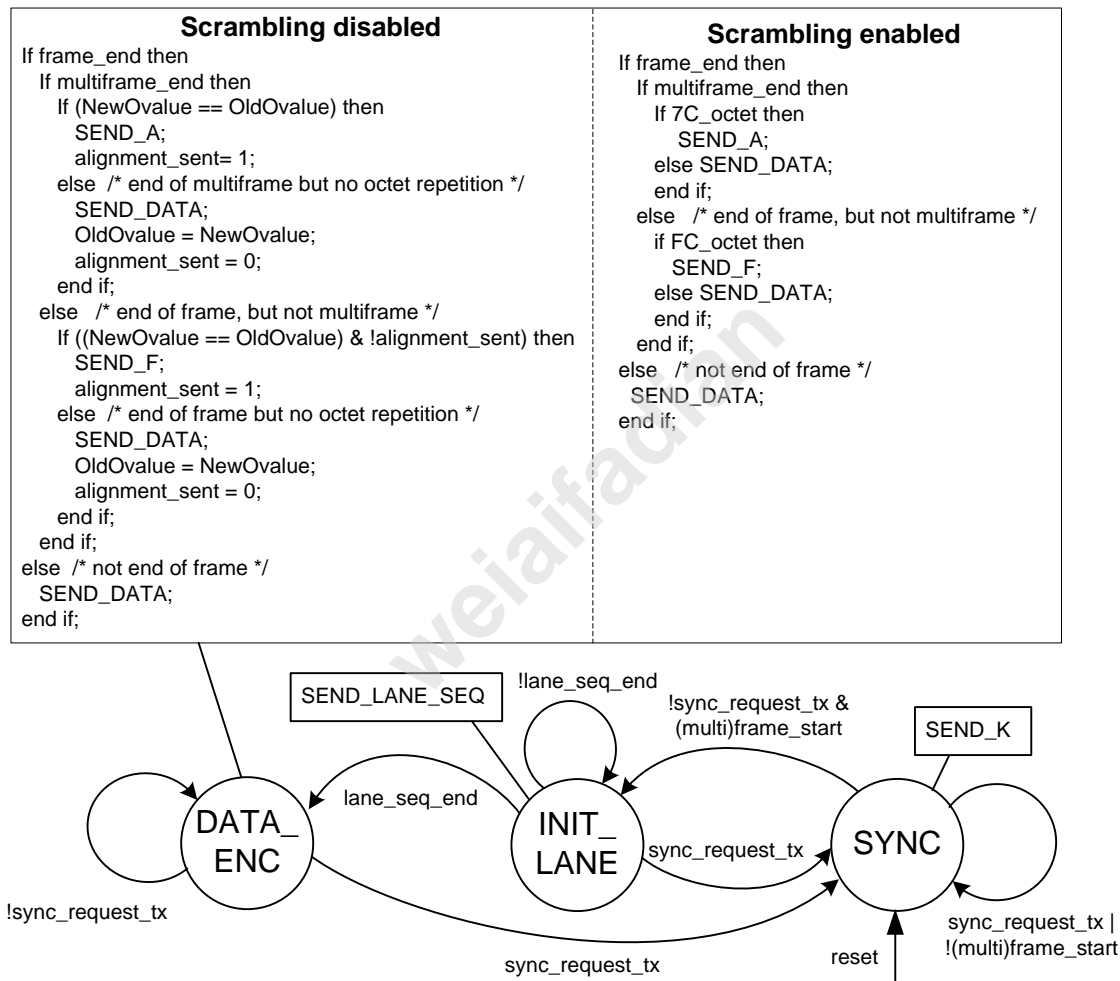 Scrambling disabled
If frame_end then
If multiframe_end then
If (NewOvalue == OldOvalue) then
SEND_A;
alignment_sent= 1;
else /* end of multiframe but no octet repetition */
SEND_DATA;
OldOvalue = NewOvalue;
alignment_sent = 0;
end if;
else /* end of frame, but not multiframe */
If ((NewOvalue == OldOvalue) & !alignment_sent) then
SEND_F;
alignment_sent = 1;
else /* end of frame but no octet repetition */
SEND_DATA;
OldOvalue = NewOvalue;
alignment_sent = 0;
end if;
end if;
else /* not end of frame */
SEND_DATA;
end if;
Scrambling enabled
If frame_end then
If multiframe_end then
If 7C_octet then
SEND_A;
else SEND_DATA;
end if;
else /* end of frame, but not multiframe */
if FC_octet then
SEND_F;
else SEND_DATA;
end if;
end if;
else /* not end of frame */
SEND_DATA;
end if;
weiaifadian
SEND_LANE_SEQ
!lane_seq_end
!sync_request_tx &
(multi)frame_start
SEND_K
lane_seq_end
DATA_
ENC
INIT_
LANE
sync_request_tx
SYNC
!sync_request_tx
sync_request_tx
reset
sync_request_tx |
!(multi)frame_start